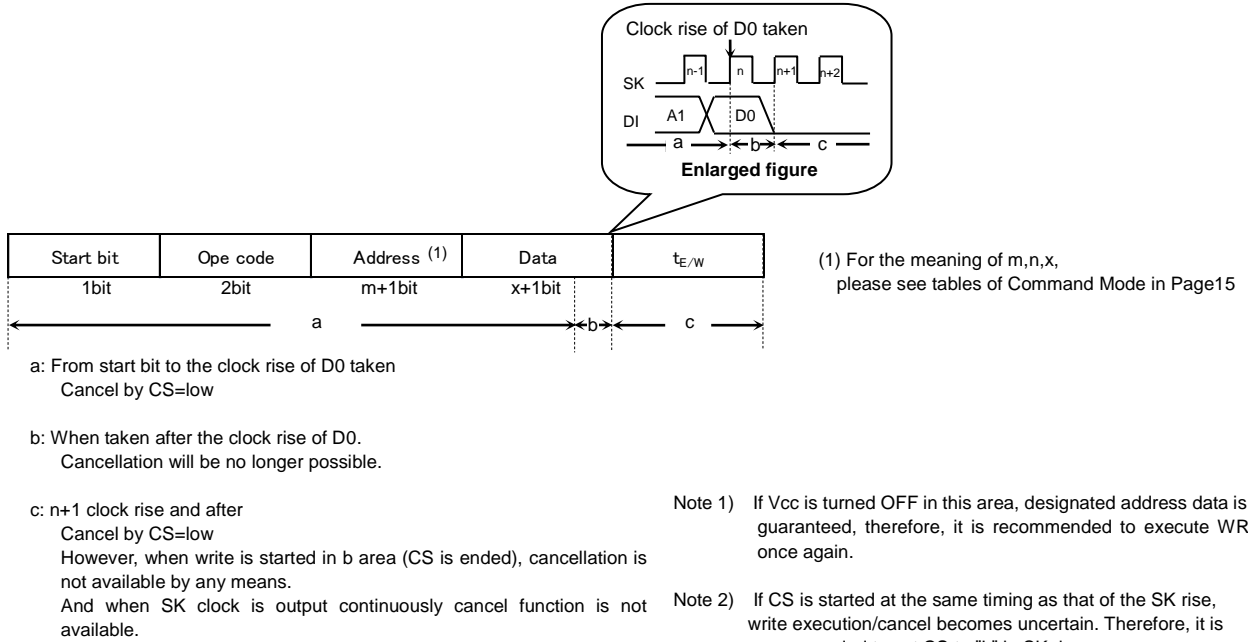 Clock rise of D0 taken
SK n-1 n n+1 n+2
DI A1 D0
a b c
Enlarged figure
Start bit Ope code Address (1) Data tE/W
1bit 2bit m+1bit x+1bit
a b c
(1) For the meaning of m,n,x,
please see tables of Command Mode in Page15
a: From start bit to the clock rise of D0 taken
Cancel by CS=low
b: When taken after the clock rise of D0.
Cancellation will be no longer possible.
c: n+1 clock rise and after
Cancel by CS=low
However, when write is started in b area (CS is ended), cancellation is
not available by any means.
And when SK clock is output continuously cancel function is not
available.
Note 1) If Vcc is turned OFF in this area, designated address data is
guaranteed, therefore, it is recommended to execute WR
once again.
Note 2) If CS is started at the same timing as that of the SK rise,
write execution/cancel becomes uncertain. Therefore, it is